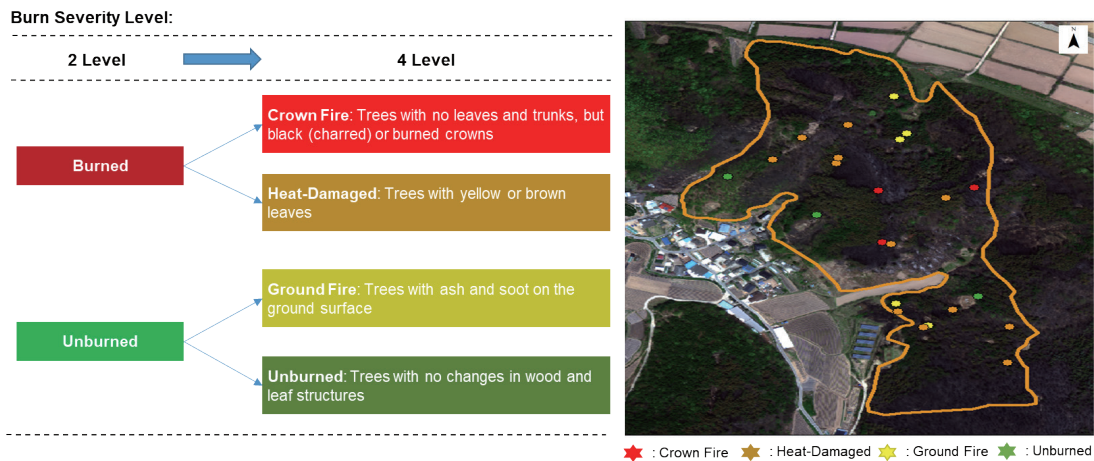 Burn Severity Level:
2 Level
4 Level
Burned
Crown Fire: Trees with no leaves and trunks, but
black (charred) or burned crowns
Heat-Damaged: Trees with yellow or brown
leaves
Unburned
Ground Fire: Trees with ash and soot on the
ground surface
Unburned: Trees with no changes in wood and
leaf structures
N
: Crown Fire
: Heat-Damaged
: Ground Fire
: Unburned